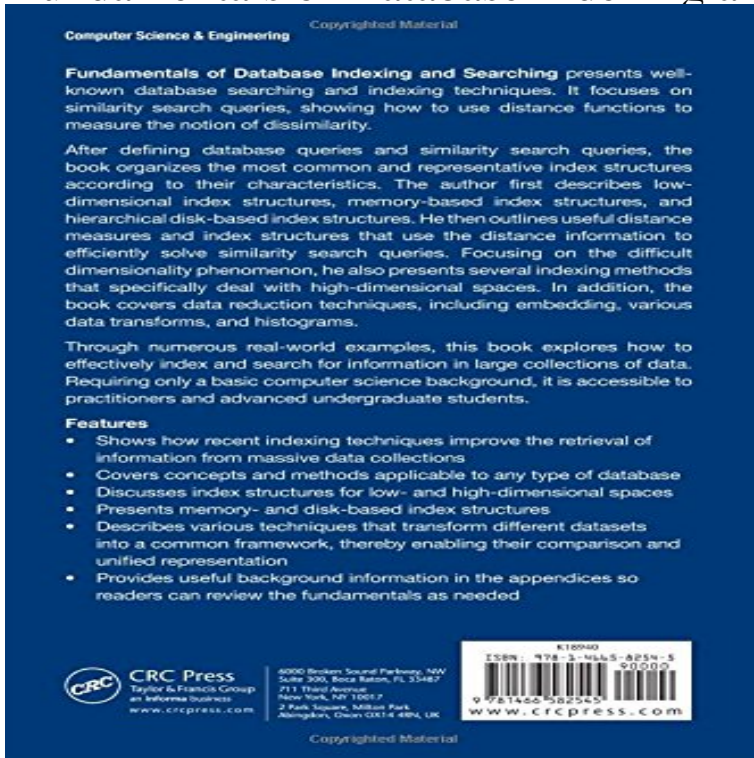 Copyrighted Material
Computer Science & Engineering
Fundamentals of Database Indexing and Searching presents well-
known database searching and indexing techniques. It focuses on
similarity search queries, showing how to use distance functions to
measure the notion of dissimilarity.
After defining database queries and similarity search queries, the
book organizes the most common and representative index structures
according to their characteristics. The author first describes low-
dimensional index structures, memory-based index structures, and
hierarchical disk-based index structures. He then outlines useful distance
measures and index structures that use the distance information to
efficiently solve similarity search queries. Focusing on the difficult
dimensionality phenomenon, he also presents several indexing methods
that specifically deal with high-dimensional spaces. In addition, the
book covers data reduction techniques, including embedding, various
data transforms, and histograms.
Through numerous real-world examples, this book explores how to
effectively index and search for information in large collections of data.
Requiring only a basic computer science background, it is accessible to
practitioners and advanced undergraduate students.
Features
• Shows how recent indexing techniques improve the retrieval of
information from massive data collections
• Covers concepts and methods applicable to any type of database
• Discusses index structures for low- and high-dimensional spaces
• Presents memory- and disk-based index structures
• Describes various techniques that transform different datasets
into a common framework, thereby enabling their comparison and
unified representation
• Provides useful background information in the appendices so
readers can review the fundamentals as needed
CRC
CRC Press
Taylor & Francis Group
an informa business
www.crcpress.com
6000 Broken Sound Parkway, NW
Suite 300, Boca Raton, FL 33487
711 Third Avenue
New York, NY 10017
2 Park Square, Milton Park
Abingdon, Oxon OX14 4RN, UK
K18940
ISBN: 978-1-4665-8254-5
90000
9 781466 582545
www.crcpress.com
Copyrighted Material